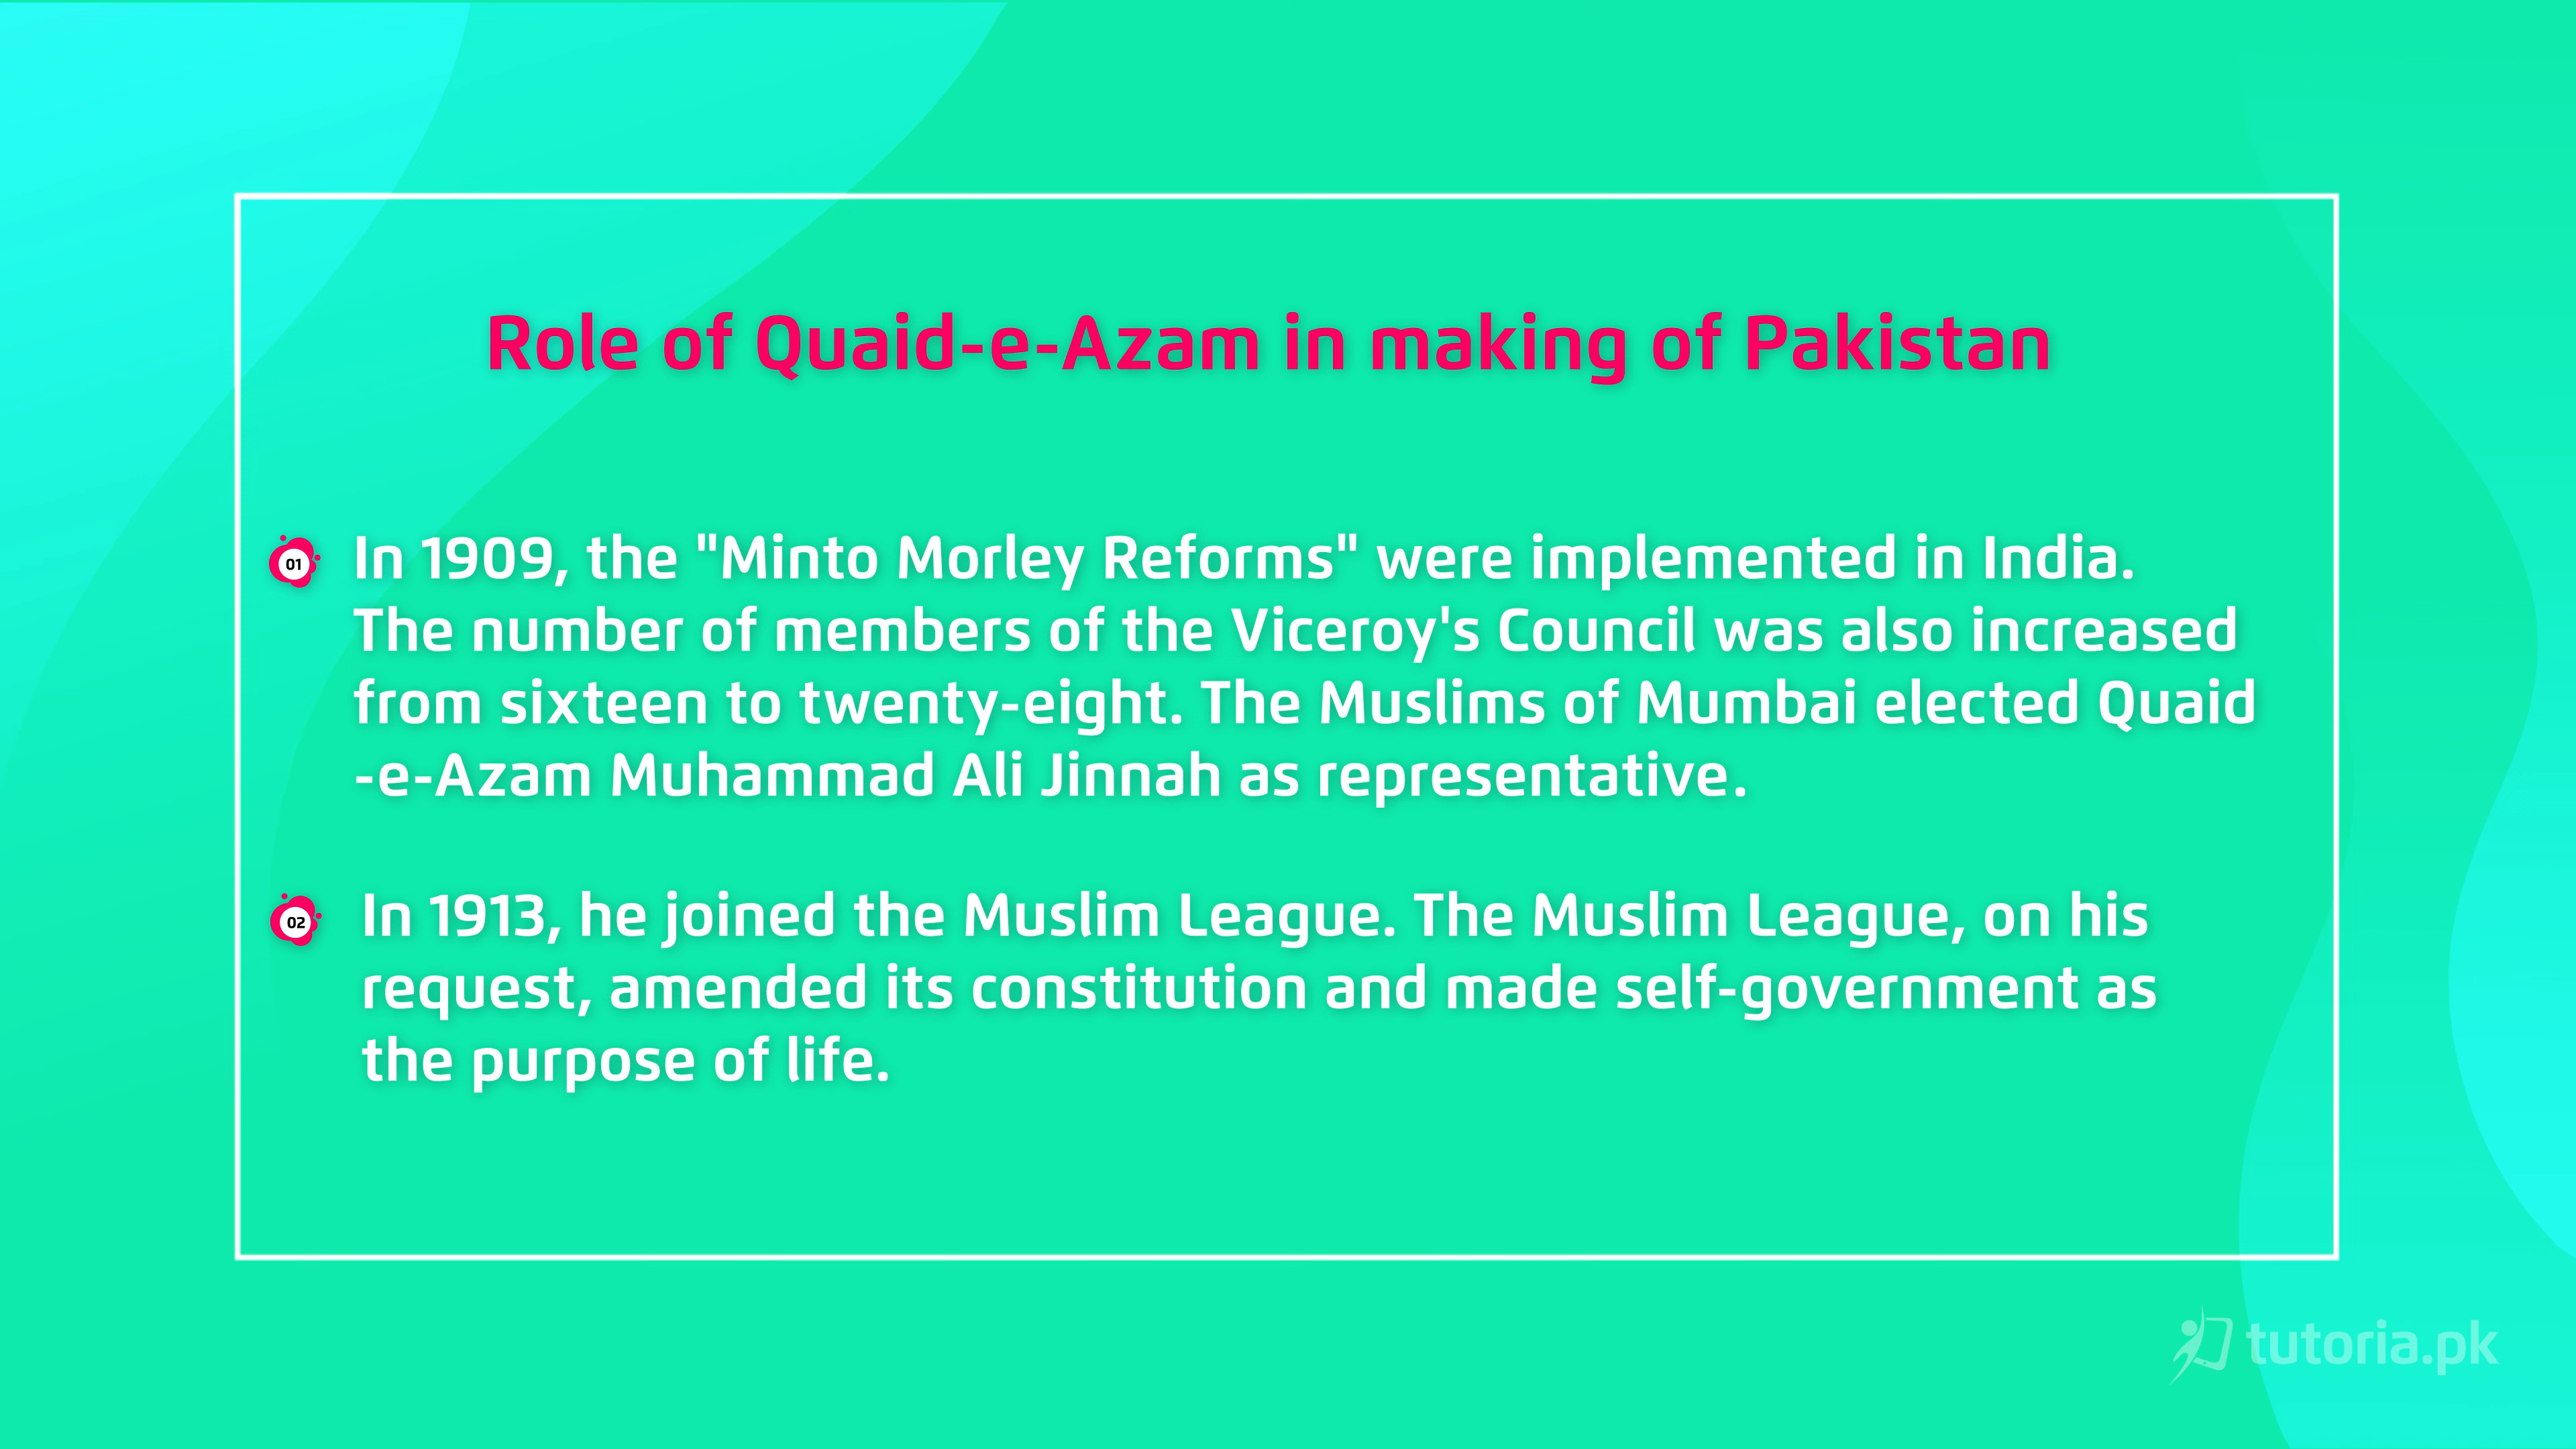 Role of Quaid-e-Azam in making of Pakistan
01
In 1909, the "Minto Morley Reforms" were implemented in India.
The number of members of the Viceroy's Council was also increased
from sixteen to twenty-eight. The Muslims of Mumbai elected Quaid
-e-Azam Muhammad Ali Jinnah as representative.
02
In 1913, he joined the Muslim League. The Muslim League, on his
request, amended its constitution and made self-government as
the purpose of life.
tutoria.pk